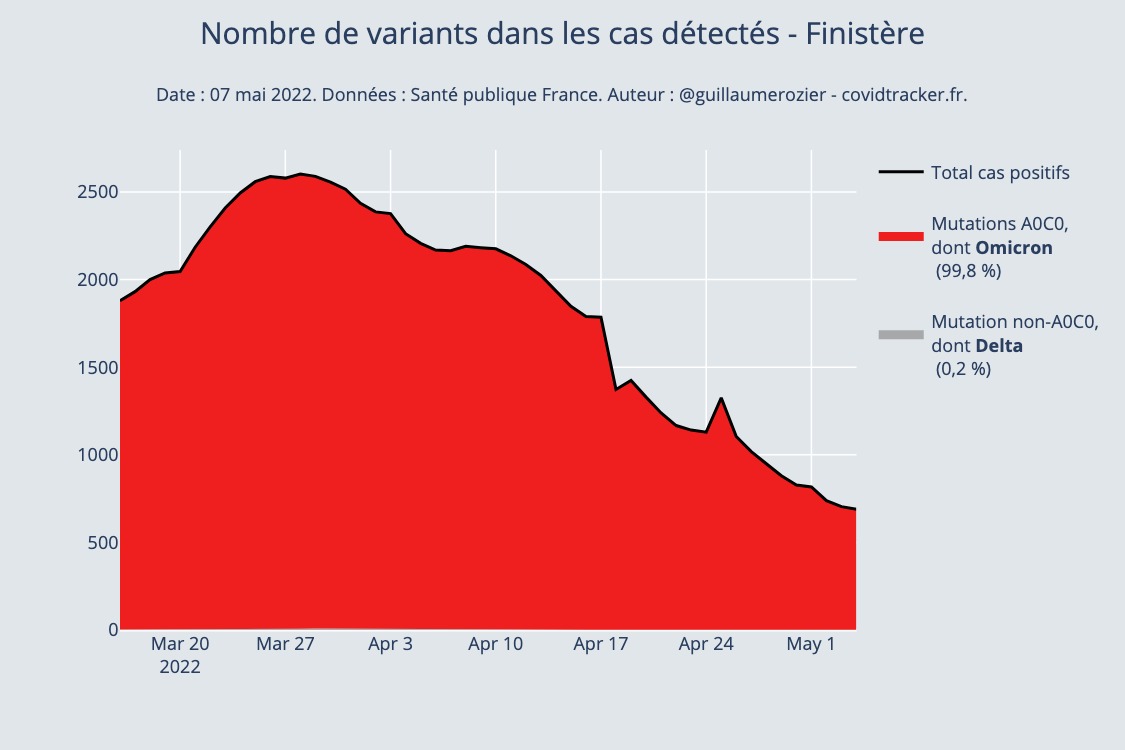 Nombre de variants dans les cas détectés - Finistère
Date : 07 mai 2022. Données : Santé publique France. Auteur : @guillaumerozier - covidtracker.fr.
Total cas positifs
Mutations A0C0,
dont Omicron
(99,8 %)
Mutation non-A0C0,
dont Delta
(0,2 %)
2500
2000
1500
1000
500
0
Mar 20
2022
Mar 27
Apr 3
Apr 10
Apr 17
Apr 24
May 1